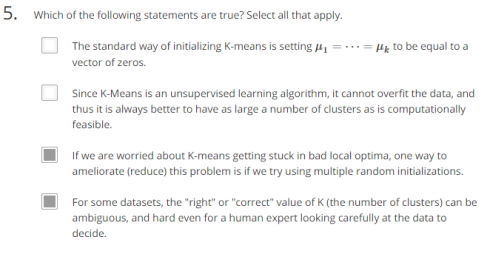 5. Which of the following statements are true? Select all that apply.
The standard way of initializing K-means is setting μ₁ = ··· = μₖ to be equal to a
vector of zeros.
Since K-Means is an unsupervised learning algorithm, it cannot overfit the data, and
thus it is always better to have as large a number of clusters as is computationally
feasible.
If we are worried about K-means getting stuck in bad local optima, one way to
ameliorate (reduce) this problem is if we try using multiple random initializations.
For some datasets, the "right" or "correct" value of K (the number of clusters) can be
ambiguous, and hard even for a human expert looking carefully at the data to
decide.